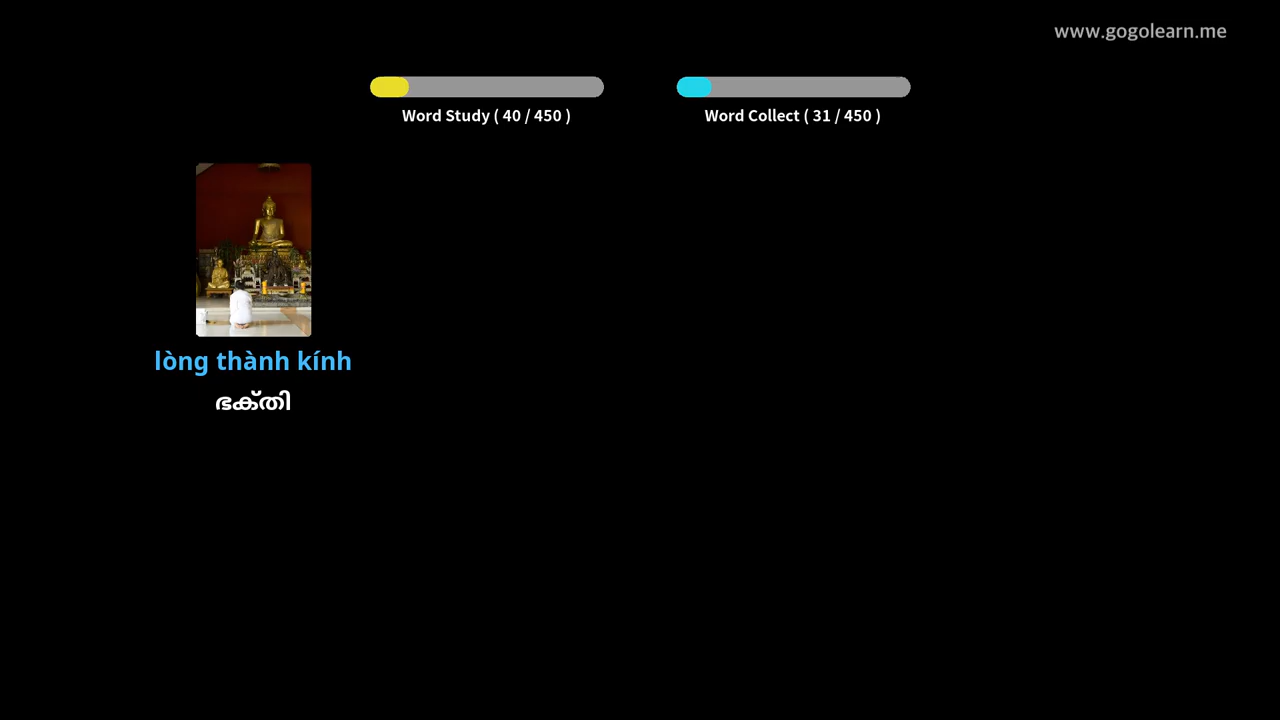 www.gogolearn.me
Word Study ( 40 / 450 )
Word Collect ( 31 / 450 )
lòng thành kính
ഭക്തി